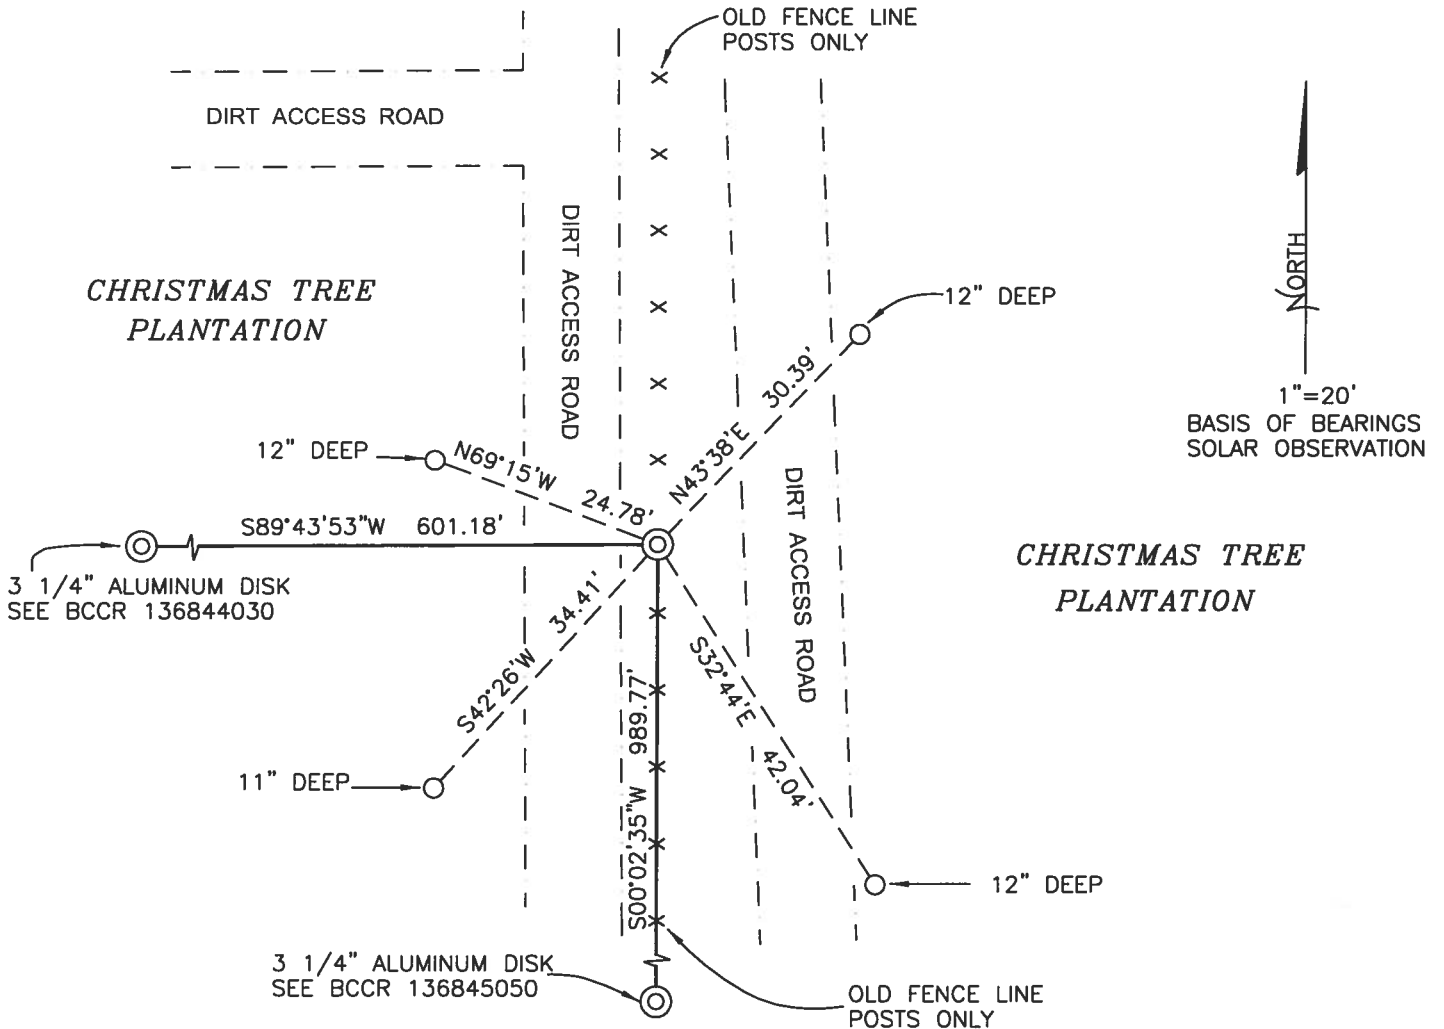 OLD FENCE LINE
POSTS ONLY
DIRT ACCESS ROAD
DIRT ACCESS ROAD
CHRISTMAS TREE
PLANTATION
NORTH
12" DEEP
1"=20'
BASIS OF BEARINGS
SOLAR OBSERVATION
N43°38'E 30.39'
12" DEEP
N69°15'W 24.78'
S89°43'53"W 601.18'
DIRT ACCESS ROAD
CHRISTMAS TREE
PLANTATION
3 1/4" ALUMINUM DISK
SEE BCCR 136844030
S42°26'W 34.41'
S32°44'E 42.04'
S00°02'35"W 989.77'
11" DEEP
12" DEEP
3 1/4" ALUMINUM DISK
SEE BCCR 136845050
OLD FENCE LINE
POSTS ONLY